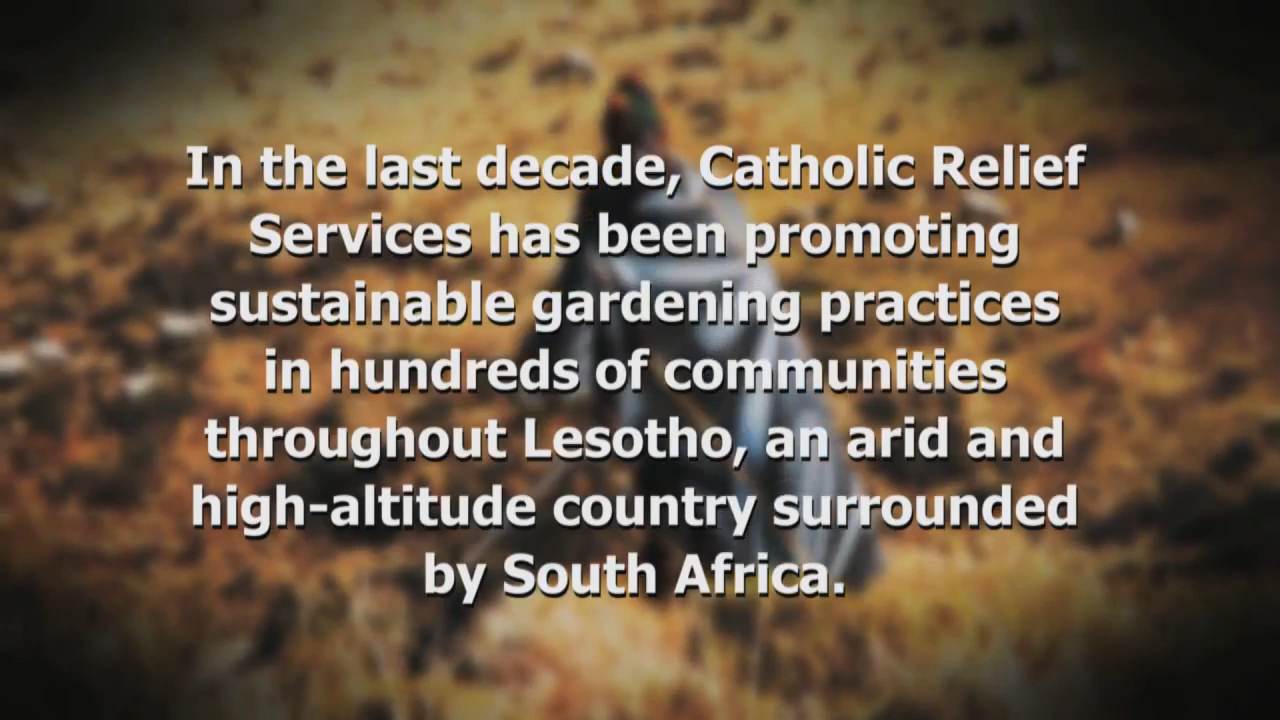 In the last decade, Catholic Relief
Services has been promoting
sustainable gardening practices
in hundreds of communities
throughout Lesotho, an arid and
high-altitude country surrounded
by South Africa.